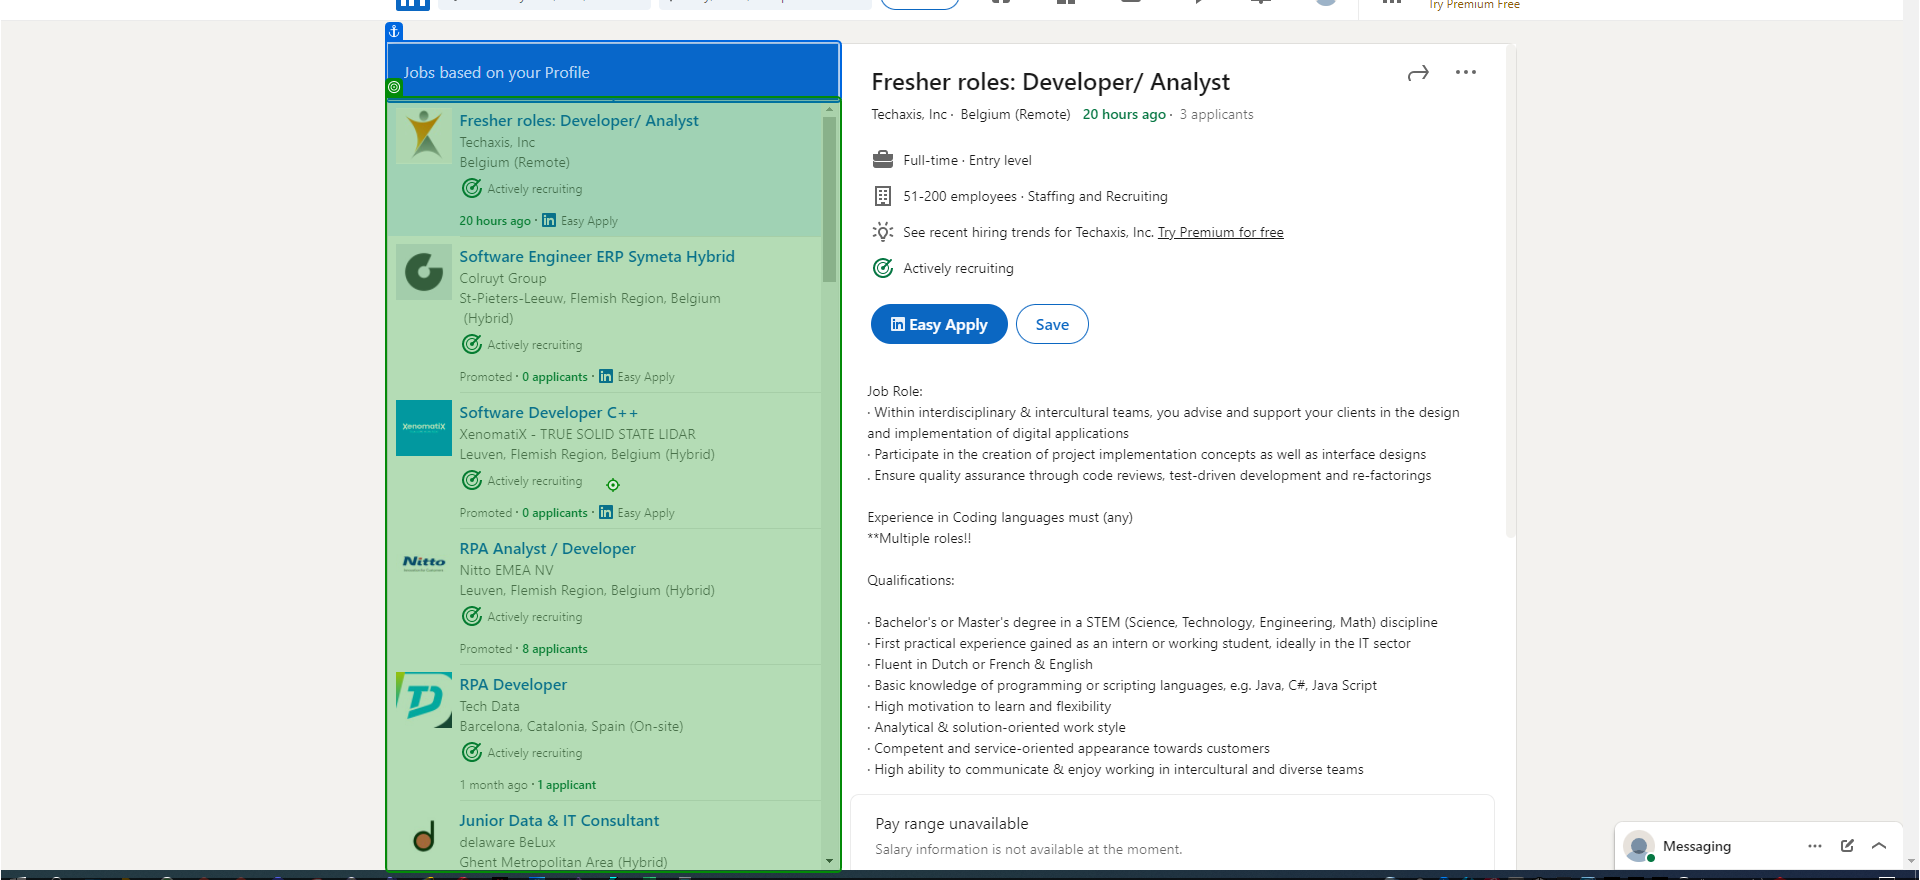 Try Premium Free
Jobs based on your Profile
Fresher roles: Developer/ Analyst
Techaxis, Inc
Belgium (Remote)
Actively recruiting
20 hours ago · in Easy Apply
Software Engineer ERP Symeta Hybrid
Colruyt Group
St-Pieters-Leeuw, Flemish Region, Belgium
(Hybrid)
Actively recruiting
Promoted · 0 applicants · in Easy Apply
XenomatiX
Software Developer C++
XenomatiX - TRUE SOLID STATE LIDAR
Leuven, Flemish Region, Belgium (Hybrid)
Actively recruiting
Promoted · 0 applicants · in Easy Apply
Nitto
RPA Analyst / Developer
Nitto EMEA NV
Leuven, Flemish Region, Belgium (Hybrid)
Actively recruiting
Promoted · 8 applicants
RPA Developer
Tech Data
Barcelona, Catalonia, Spain (On-site)
Actively recruiting
1 month ago · 1 applicant
Junior Data & IT Consultant
delaware BeLux
Ghent Metropolitan Area (Hybrid)
Fresher roles: Developer/ Analyst
Techaxis, Inc · Belgium (Remote) 20 hours ago · 3 applicants
Full-time · Entry level
51-200 employees · Staffing and Recruiting
See recent hiring trends for Techaxis, Inc. Try Premium for free
Actively recruiting
in Easy Apply
Save
Job Role:
· Within interdisciplinary & intercultural teams, you advise and support your clients in the design
and implementation of digital applications
· Participate in the creation of project implementation concepts as well as interface designs
. Ensure quality assurance through code reviews, test-driven development and re-factorings
Experience in Coding languages must (any)
**Multiple roles!!
Qualifications:
· Bachelor's or Master's degree in a STEM (Science, Technology, Engineering, Math) discipline
· First practical experience gained as an intern or working student, ideally in the IT sector
· Fluent in Dutch or French & English
· Basic knowledge of programming or scripting languages, e.g. Java, C#, Java Script
· High motivation to learn and flexibility
· Analytical & solution-oriented work style
· Competent and service-oriented appearance towards customers
· High ability to communicate & enjoy working in intercultural and diverse teams
Pay range unavailable
Salary information is not available at the moment.
Messaging